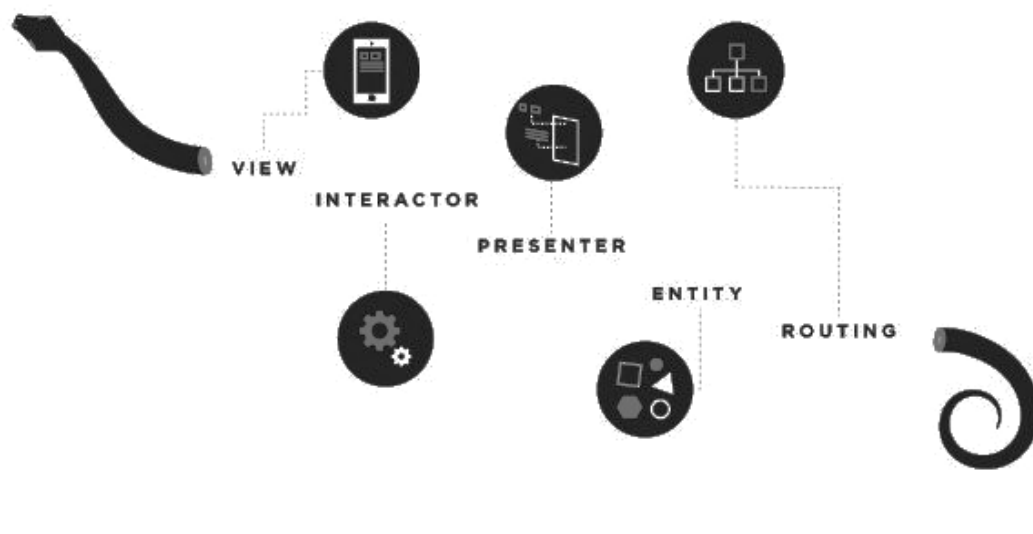 VIEW
INTERACTOR
PRESENTER
ENTITY
ROUTING